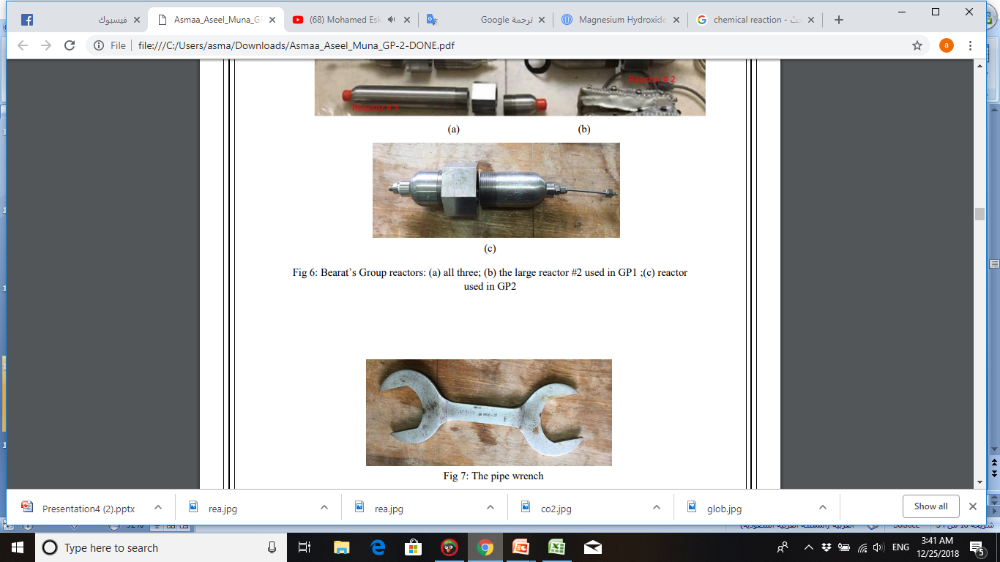 فيسبوك
Asmaa_Aseel_Muna_G
(68) Mohamed Esk
ترجمة Google
Magnesium Hydroxide
chemical reaction -
File
file:///C:/Users/asma/Downloads/Asmaa_Aseel_Muna_GP-2-DONE.pdf
a
Reactor # 2
Reactor # 3
(a) (b)
(c)
Fig 6: Bearat’s Group reactors: (a) all three; (b) the large reactor #2 used in GP1 ;(c) reactor
used in GP2
Fig 7: The pipe wrench
Presentation4 (2).pptx
rea.jpg
rea.jpg
co2.jpg
glob.jpg
Show all
92%
Solstice
Type here to search
ENG
3:41 AM
12/25/2018
5